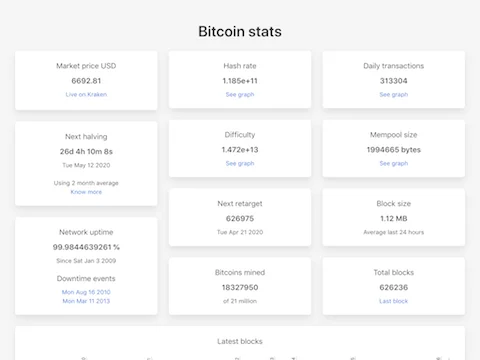 Bitcoin stats
Market price USD
6692.81
Live on Kraken
Next halving
26d 4h 10m 8s
Tue May 12 2020
Using 2 month average
Know more
Network uptime
99.9844639261 %
Since Sat Jan 3 2009
Downtime events
Mon Aug 16 2010
Mon Mar 11 2013
Hash rate
1.185e+11
See graph
Difficulty
1.472e+13
See graph
Next retarget
626975
Tue Apr 21 2020
Bitcoins mined
18327950
of 21 million
Daily transactions
313304
See graph
Mempool size
1994665 bytes
See graph
Block size
1.12 MB
Average last 24 hours
Total blocks
626236
Last block
Latest blocks